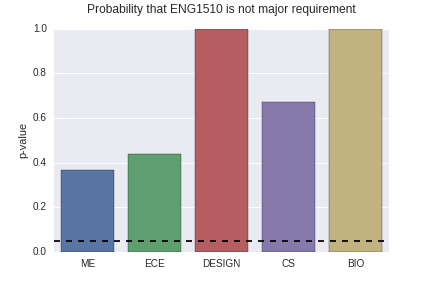 Probability that ENG1510 is not major requirement
1.0
0.8
0.6
0.4
0.2
0.0
p-value
ME ECE DESIGN CS BIO